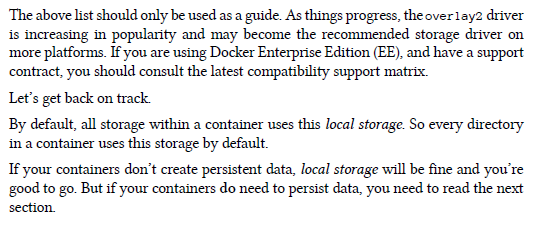 The above list should only be used as a guide. As things progress, the overlay2 driver
is increasing in popularity and may become the recommended storage driver on
more platforms. If you are using Docker Enterprise Edition (EE), and have a support
contract, you should consult the latest compatibility support matrix.
Let’s get back on track.
By default, all storage within a container uses this local storage. So every directory
in a container uses this storage by default.
If your containers don’t create persistent data, local storage will be fine and you’re
good to go. But if your containers do need to persist data, you need to read the next
section.